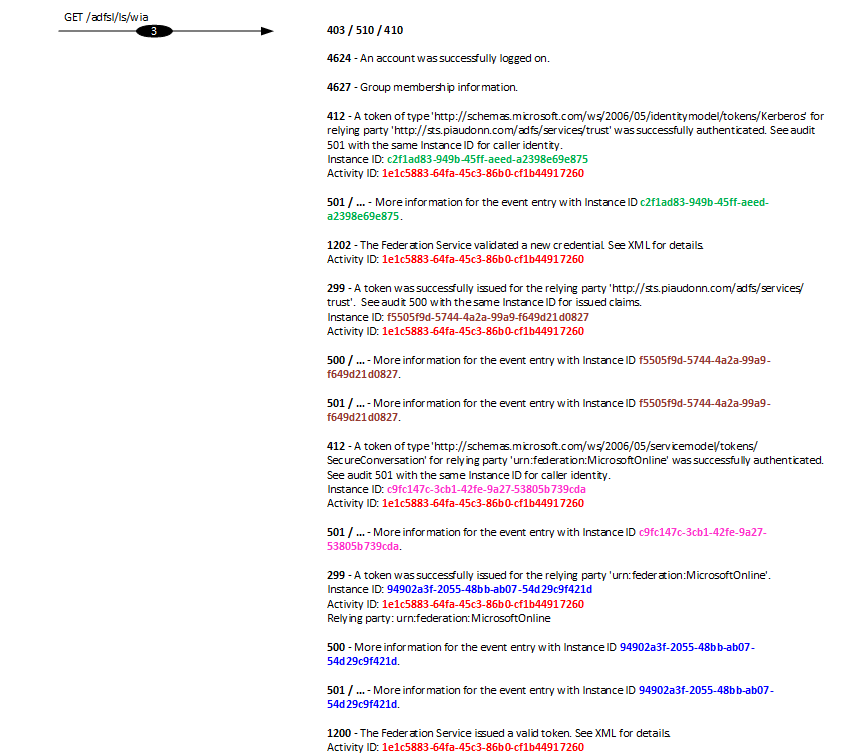 GET /adfsl/ls/wia
3
403 / 510 / 410
4624 - An account was successfully logged on.
4627 - Group membership information.
412 - A token of type 'http://schemas.microsoft.com/ws/2006/05/identitymodel/tokens/Kerberos' for
relying party 'http://sts.piaudonn.com/adfs/services/trust' was successfully authenticated. See audit
501 with the same Instance ID for caller identity.
Instance ID: c2f1ad83-949b-45ff-aeed-a2398e69e875
Activity ID: 1e1c5883-64fa-45c3-86b0-cf1b44917260
501 / ... - More information for the event entry with Instance ID c2f1ad83-949b-45ff-aeed-
a2398e69e875.
1202 - The Federation Service validated a new credential. See XML for details.
Activity ID: 1e1c5883-64fa-45c3-86b0-cf1b44917260
299 - A token was successfully issued for the relying party 'http://sts.piaudonn.com/adfs/services/
trust'. See audit 500 with the same Instance ID for issued claims.
Instance ID: f5505f9d-5744-4a2a-99a9-f649d21d0827
Activity ID: 1e1c5883-64fa-45c3-86b0-cf1b44917260
500 / ... - More information for the event entry with Instance ID f5505f9d-5744-4a2a-99a9-
f649d21d0827.
501 / ... - More information for the event entry with Instance ID f5505f9d-5744-4a2a-99a9-
f649d21d0827.
412 - A token of type 'http://schemas.microsoft.com/ws/2006/05/servicemodel/tokens/
SecureConversation' for relying party 'urn:federation:MicrosoftOnline' was successfully authenticated.
See audit 501 with the same Instance ID for caller identity.
Instance ID: c9fc147c-3cb1-42fe-9a27-53805b739cda
Activity ID: 1e1c5883-64fa-45c3-86b0-cf1b44917260
501 / ... - More information for the event entry with Instance ID c9fc147c-3cb1-42fe-9a27-
53805b739cda.
299 - A token was successfully issued for the relying party 'urn:federation:MicrosoftOnline'.
Instance ID: 94902a3f-2055-48bb-ab07-54d29c9f421d
Activity ID: 1e1c5883-64fa-45c3-86b0-cf1b44917260
Relying party: urn:federation:MicrosoftOnline
500 - More information for the event entry with Instance ID 94902a3f-2055-48bb-ab07-
54d29c9f421d.
501 / ... - More information for the event entry with Instance ID 94902a3f-2055-48bb-ab07-
54d29c9f421d.
1200 - The Federation Service issued a valid token. See XML for details.
Activity ID: 1e1c5883-64fa-45c3-86b0-cf1b44917260